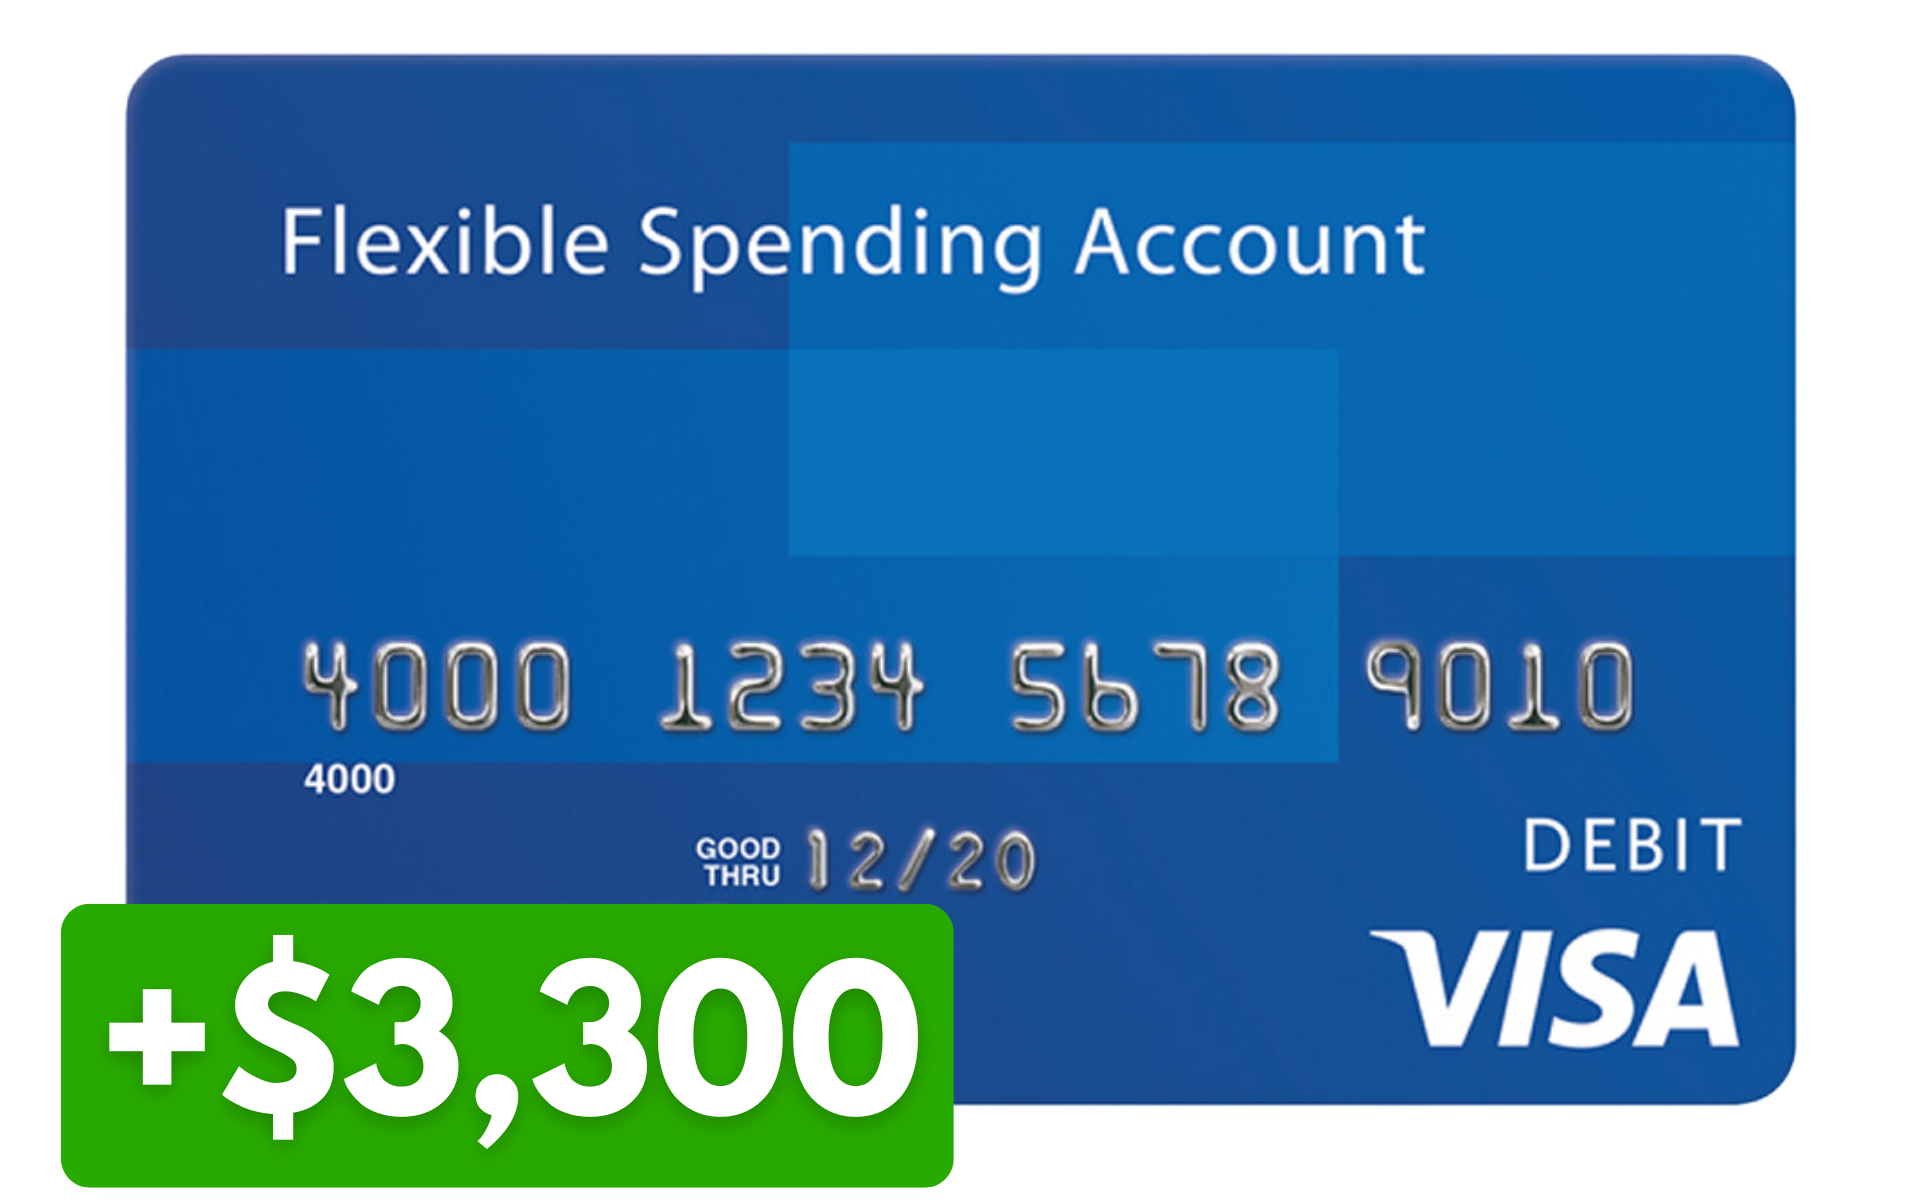 Flexible Spending Account
4000 1234 5678 9010
4000
GOOD
THRU 12/20
DEBIT
VISA
+$3,300